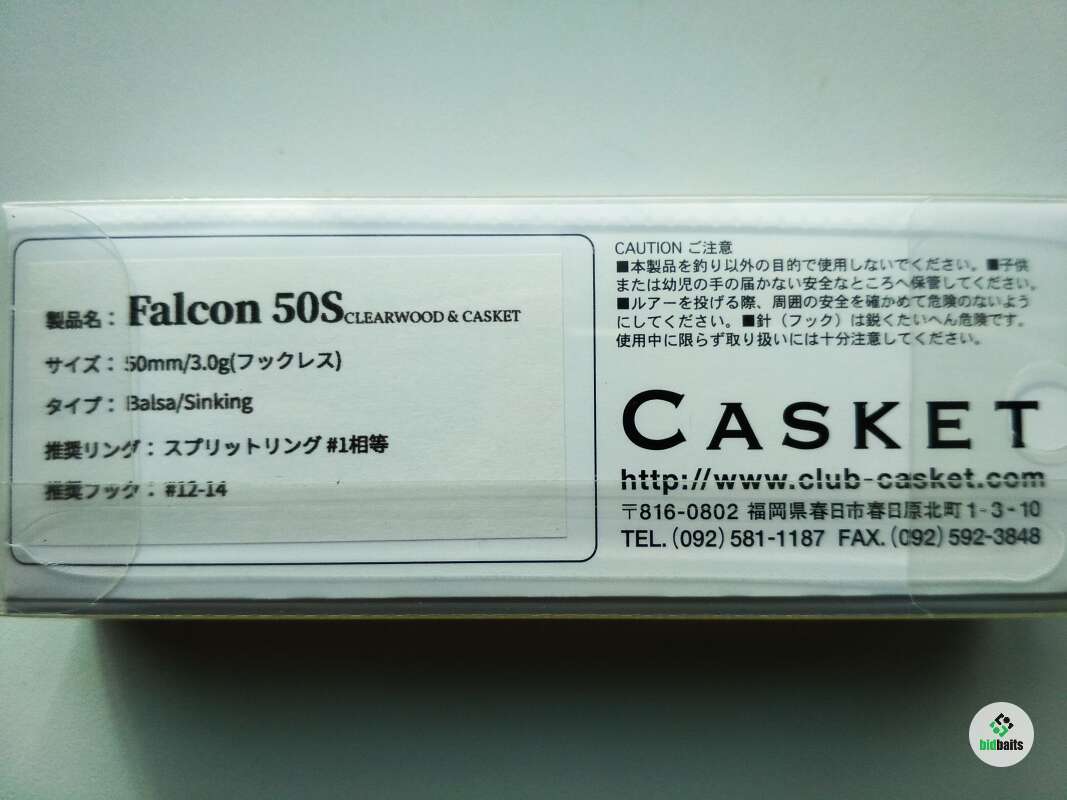 製品名： Falcon 50S CLEARWOOD & CASKET
サイズ： 50mm/3.0g(フックレス)
タイプ： Balsa/Sinking
推奨リング： スプリットリング #1相等
推奨フック： #12-14
CAUTION ご注意
■本製品を釣り以外の目的で使用しないでください。■子供
または幼児の手の届かない安全なところへ保管してください。
■ルアーを投げる際、周囲の安全を確かめて危険のないよう
にしてください。■針（フック）は鋭くたいへん危険です。
使用中に限らず取り扱いには十分注意してください。
CASKET
http://www.club-casket.com
〒816-0802 福岡県春日市春日原北町1-3-10
TEL.(092)581-1187 FAX.(092)592-3848
bidbaits